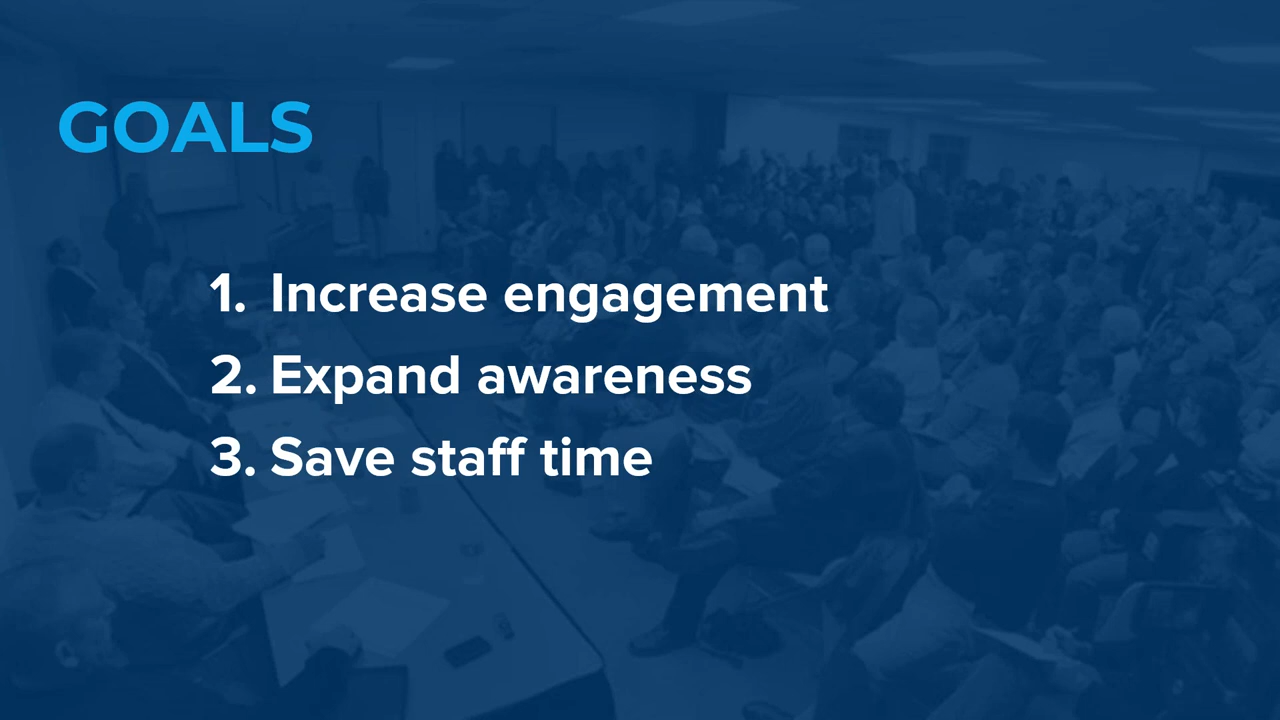 GOALS
1. Increase engagement
2. Expand awareness
3. Save staff time